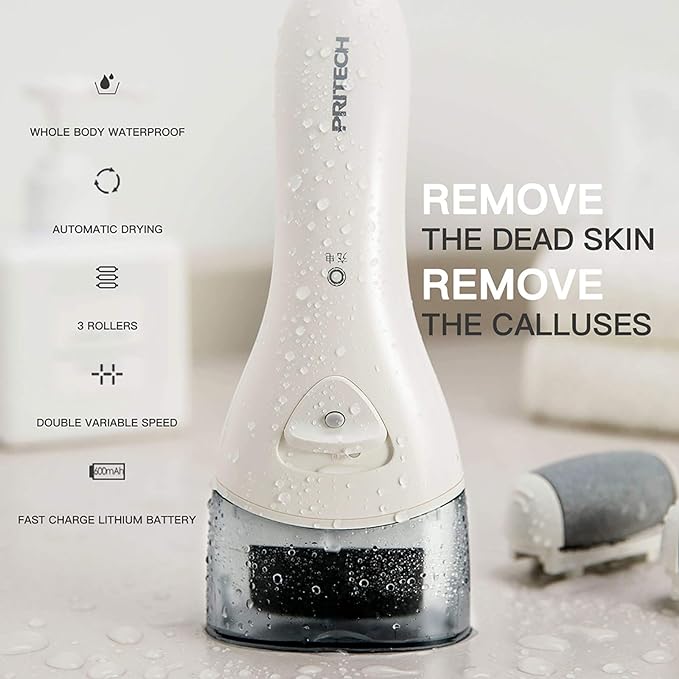 PRITECH
WHOLE BODY WATERPROOF
AUTOMATIC DRYING
3 ROLLERS
DOUBLE VARIABLE SPEED
600mAh
FAST CHARGE LITHIUM BATTERY
REMOVE
THE DEAD SKIN
REMOVE
THE CALLUSES
充电